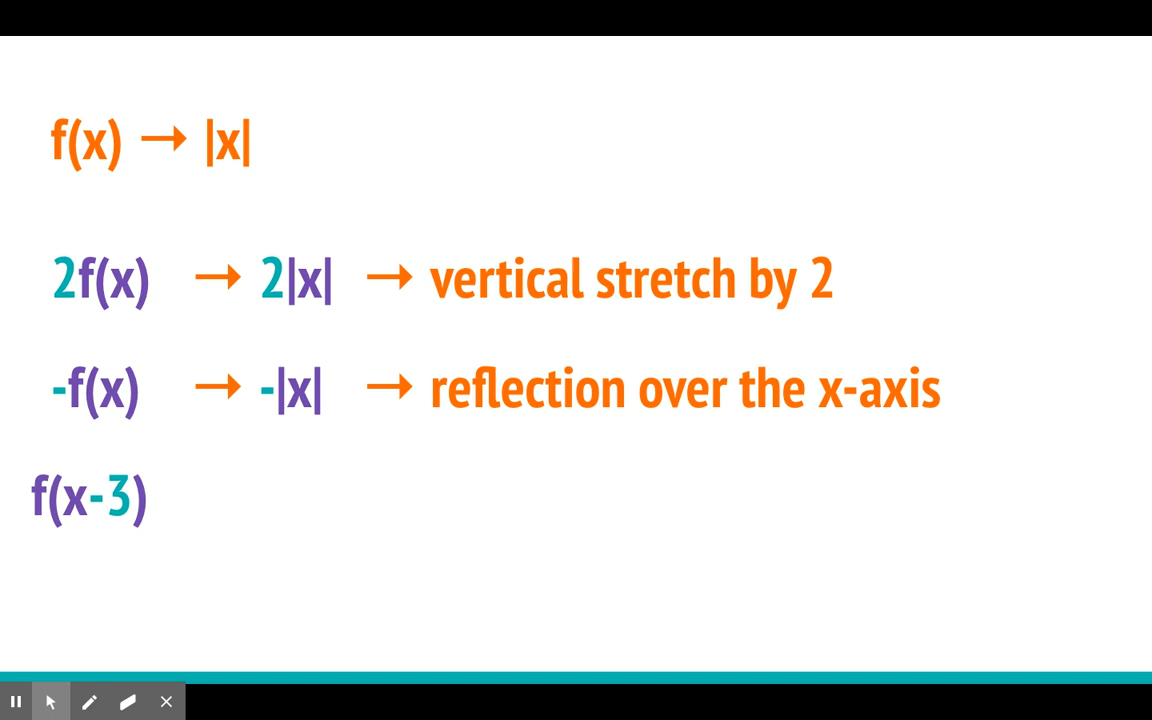 f(x) → |x|
2f(x) → 2|x| → vertical stretch by 2
-f(x) → -|x| → reflection over the x-axis
f(x-3)